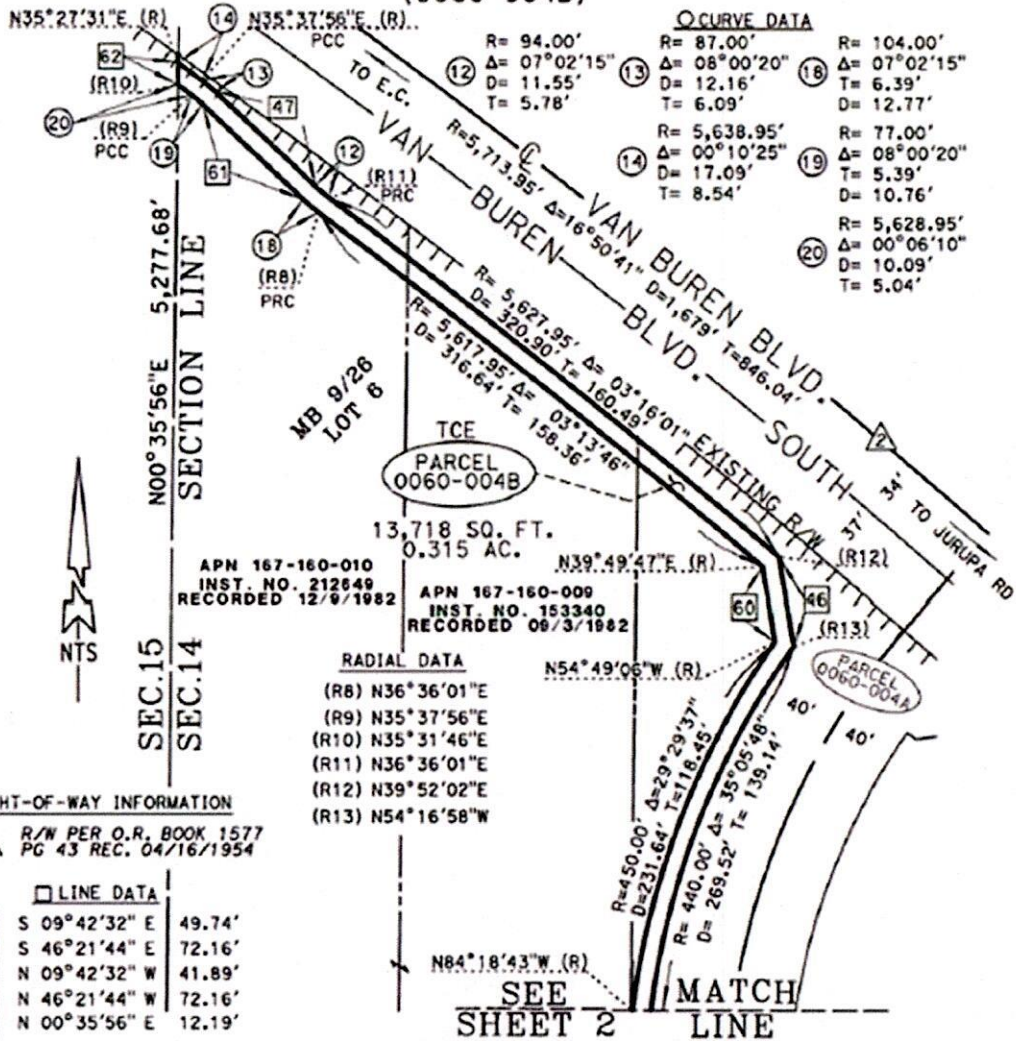 N35°27'31"E (R)
14
N35°37'56"E (R)
PCC
62
(R10)
13
47
20
(R9)
PCC
19
61
12
(R11)
PRC
18
(R8)
PRC
TO E.C.
R=5,713.95' Δ=16°50'41" D=1,679' T=846.04'
VAN BUREN BLVD.
VAN BUREN BLVD. SOUTH
CURVE DATA
12
R= 94.00'
Δ= 07°02'15"
D= 11.55'
T= 5.78'
13
R= 87.00'
Δ= 08°00'20"
D= 12.16'
T= 6.09'
18
R= 104.00'
Δ= 07°02'15"
T= 6.39'
D= 12.77'
14
R= 5,638.95'
Δ= 00°10'25"
D= 17.09'
T= 8.54'
19
R= 77.00'
Δ= 08°00'20"
T= 5.39'
D= 10.76'
20
R= 5,628.95'
Δ= 00°06'10"
D= 10.09'
T= 5.04'
N00°35'56"E 5,277.68'
SECTION LINE
SEC.15
SEC.14
NTS
MB 9/26
LOT 6
R= 5,627.95' Δ= 03°16'01"
D= 320.90' T= 160.49'
R= 5,617.95' Δ= 03°13'46"
D= 316.64' T= 158.36'
EXISTING R/W
2
34'
37'
TO JURUPA RD
TCE
PARCEL
0060-004B
13,718 SQ. FT.
0.315 AC.
APN 167-160-010
INST. NO. 212649
RECORDED 12/9/1982
APN 167-160-009
INST. NO. 153340
RECORDED 09/3/1982
N39°49'47"E (R)
(R12)
60
46
(R13)
N54°49'06"W (R)
PARCEL
0060-004A
40'
40'
RADIAL DATA
(R8) N36°36'01"E
(R9) N35°37'56"E
(R10) N35°31'46"E
(R11) N36°36'01"E
(R12) N39°52'02"E
(R13) N54°16'58"W
R=450.00' Δ=29°29'37"
D=231.64' T=118.45'
R= 440.00' Δ= 35°05'48"
D= 269.52' T= 139.14'
HT-OF-WAY INFORMATION
R/W PER O.R. BOOK 1577
PG 43 REC. 04/16/1954
LINE DATA
S 09°42'32" E 49.74'
S 46°21'44" E 72.16'
N 09°42'32" W 41.89'
N 46°21'44" W 72.16'
N 00°35'56" E 12.19'
N84°18'43"W (R)
SEE
SHEET 2
MATCH
LINE